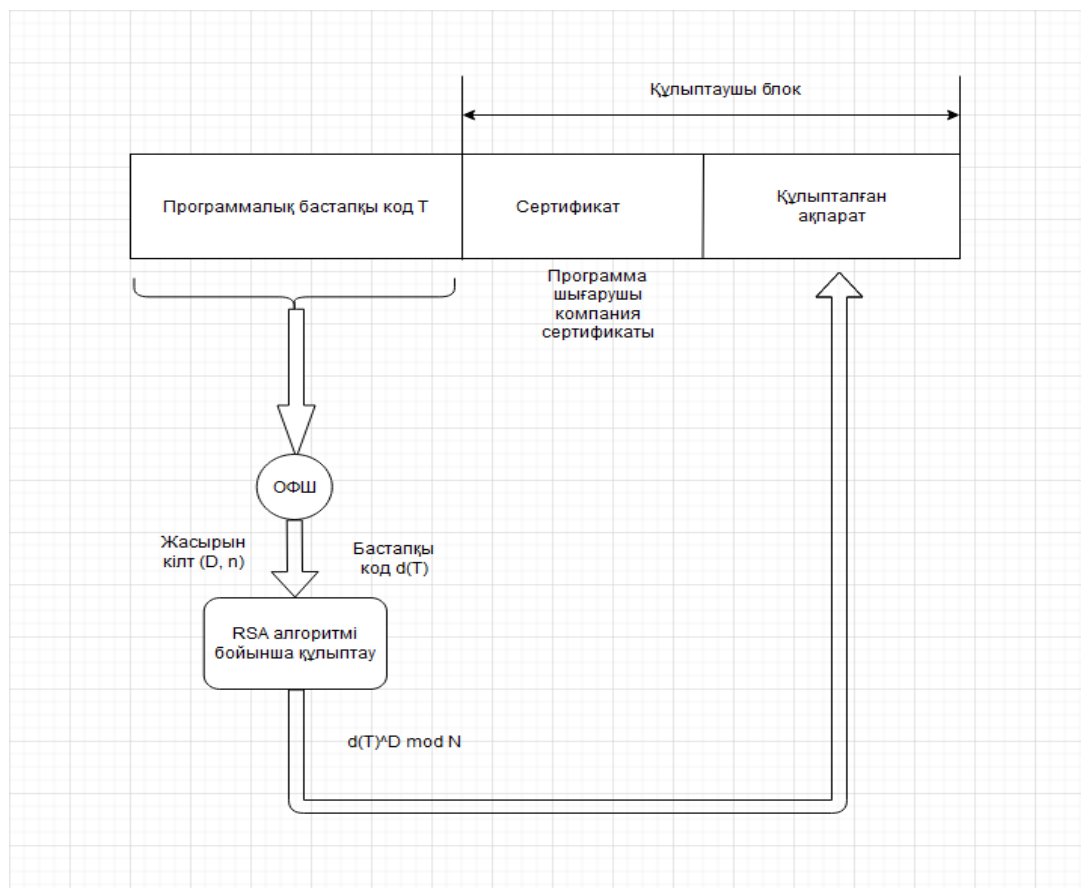 Құлыптаушы блок
Программалық бастапқы код Т
Сертификат
Құлыпталған
ақпарат
Программа
шығарушы
компания
сертификаты
ОФШ
Жасырын
кілт (D, n)
Бастапқы
код d(T)
RSA алгоритмі
бойынша құлыптау
d(T)^D mod N